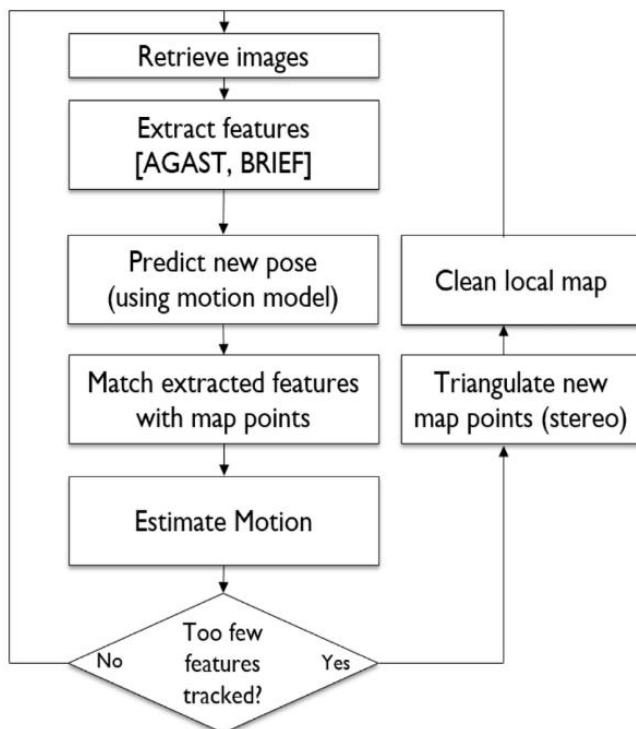 Retrieve images
Extract features
[AGAST, BRIEF]
Predict new pose
(using motion model)
Clean local map
Match extracted features
with map points
Triangulate new
map points (stereo)
Estimate Motion
Too few
features
tracked?
No
Yes